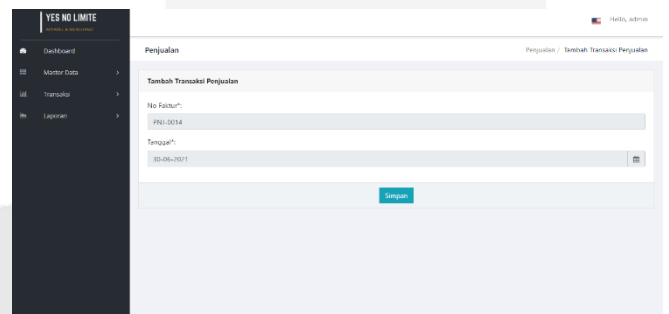 YES NO LIMITE
Hello, admin
Dashboard
Penjualan
Penjualan / Tambah Transaksi Penjualan
Master Data
Tambah Transaksi Penjualan
Transaksi
No Faktur*:
Laporan
PNJ-0014
Tanggal*:
30-06-2021
Simpan